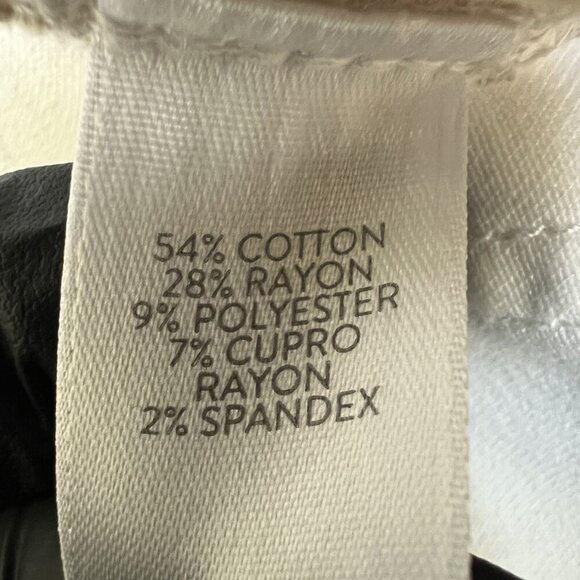 54% COTTON
28% RAYON
9% POLYESTER
7% CUPRO
RAYON
2% SPANDEX